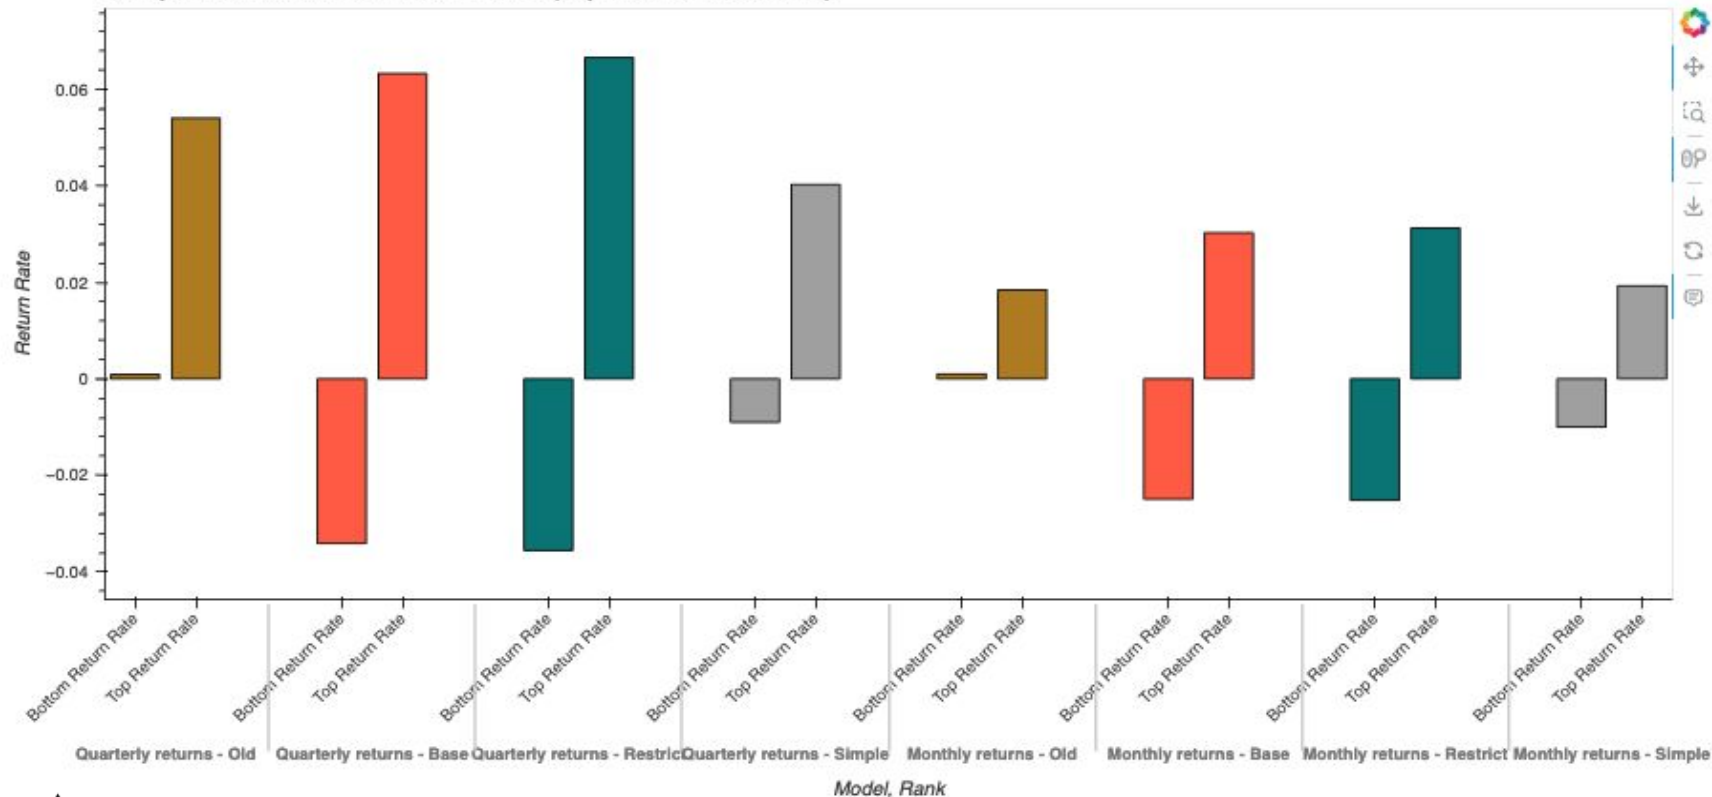 0.06
0.04
0.02
0
−0.02
−0.04
Return Rate
Bottom Return Rate
Top Return Rate
Bottom Return Rate
Top Return Rate
Bottom Return Rate
Top Return Rate
Bottom Return Rate
Top Return Rate
Bottom Return Rate
Top Return Rate
Bottom Return Rate
Top Return Rate
Bottom Return Rate
Top Return Rate
Bottom Return Rate
Top Return Rate
Quarterly returns - Old
Quarterly returns - Base
Quarterly returns - Restric
Quarterly returns - Simple
Monthly returns - Old
Monthly returns - Base
Monthly returns - Restrict
Monthly returns - Simple
Model, Rank